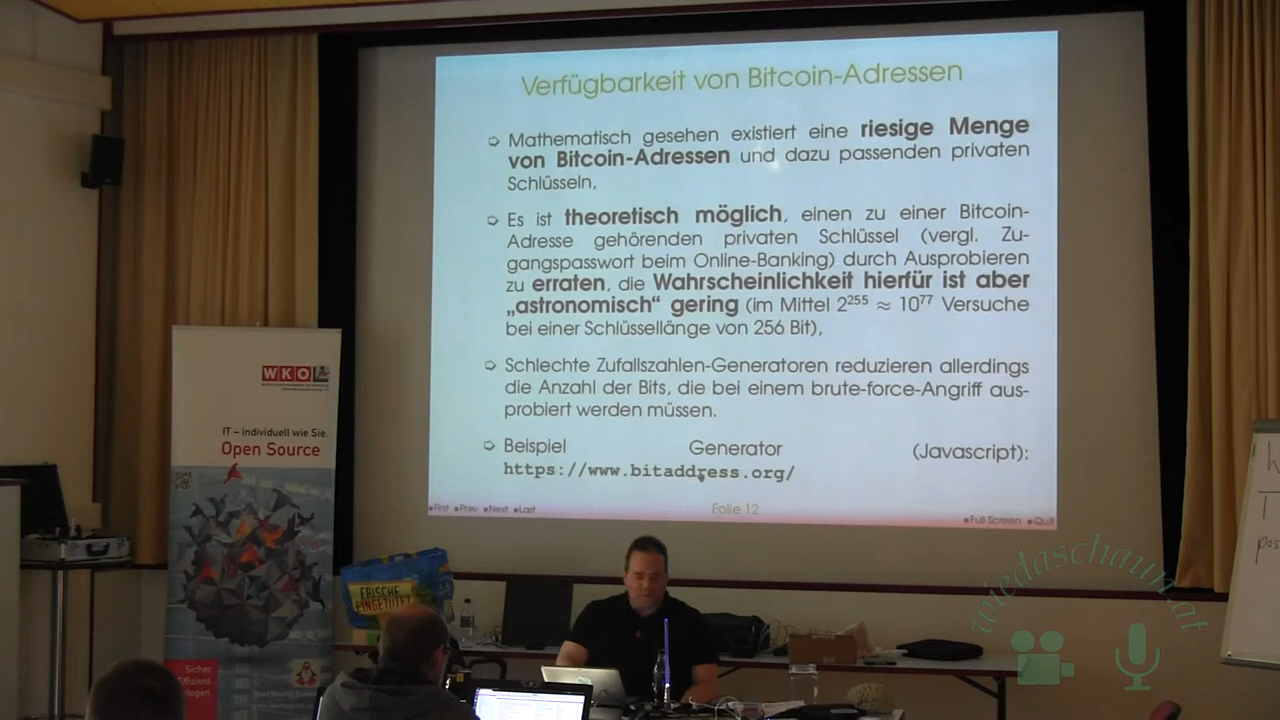 Verfügbarkeit von Bitcoin-Adressen
Mathematisch gesehen existiert eine riesige Menge
von Bitcoin-Adressen und dazu passenden privaten
Schlüsseln,
Es ist theoretisch möglich, einen zu einer Bitcoin-
Adresse gehörenden privaten Schlüssel (vergl. Zu-
gangspasswort beim Online-Banking) durch Ausprobieren
zu erraten, die Wahrscheinlichkeit hierfür ist aber
„astronomisch“ gering (im Mittel 2²⁵⁵ ≈ 10⁷⁷ Versuche
bei einer Schlüssellänge von 256 Bit),
Schlechte Zufallszahlen-Generatoren reduzieren allerdings
die Anzahl der Bits, die bei einem brute-force-Angriff aus-
probiert werden müssen.
Beispiel Generator (Javascript):
https://www.bitaddress.org/
First Prev Next Last
Folie 12
Full Screen Quit
WKO
IT – individuell wie Sie.
Open Source
Sicher
FRISCHE
EINGETÜTET
wiedaschaun.at